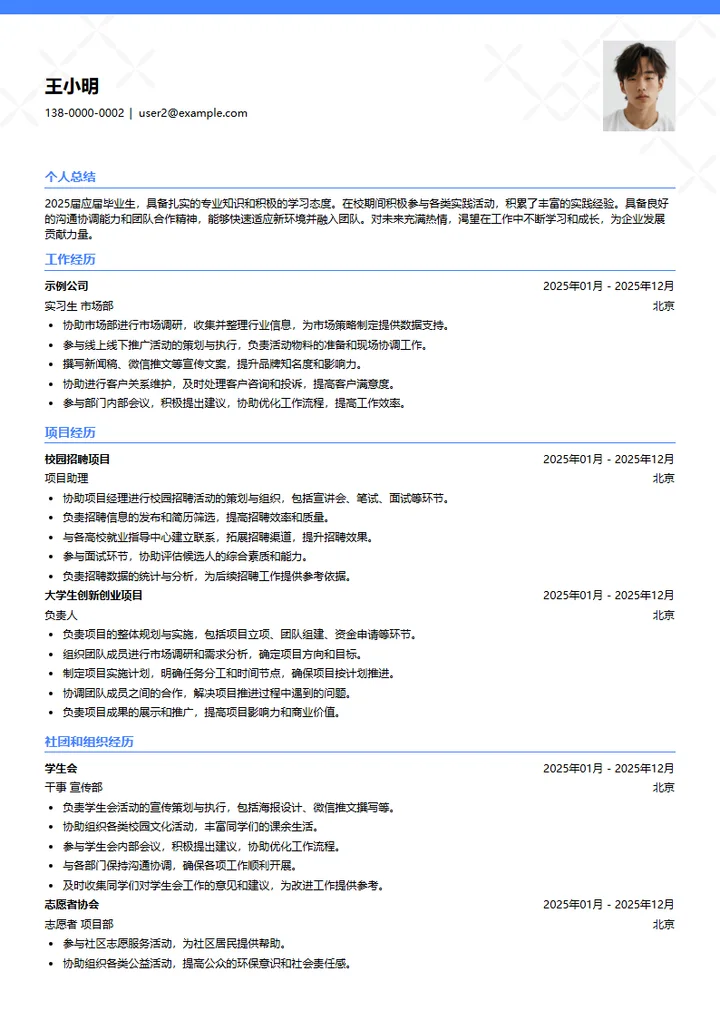 王小明
138-0000-0002 | user2@example.com
个人总结
2025届应届毕业生，具备扎实的专业知识和积极的学习态度。在校期间积极参与各类实践活动，积累了丰富的实践经验。具备良好
的沟通协调能力和团队合作精神，能够快速适应新环境并融入团队。对未来充满热情，渴望在工作中不断学习和成长，为企业发展
贡献力量。
工作经历
示例公司 2025年01月 - 2025年12月
实习生 市场部 北京
• 协助市场部进行市场调研，收集并整理行业信息，为市场策略制定提供数据支持。
• 参与线上线下推广活动的策划与执行，负责活动物料的准备和现场协调工作。
• 撰写新闻稿、微信推文等宣传文案，提升品牌知名度和影响力。
• 协助进行客户关系维护，及时处理客户咨询和投诉，提高客户满意度。
• 参与部门内部会议，积极提出建议，协助优化工作流程，提高工作效率。
项目经历
校园招聘项目 2025年01月 - 2025年12月
项目助理 北京
• 协助项目经理进行校园招聘活动的策划与组织，包括宣讲会、笔试、面试等环节。
• 负责招聘信息的发布和简历筛选，提高招聘效率和质量。
• 与各高校就业指导中心建立联系，拓展招聘渠道，提升招聘效果。
• 参与面试环节，协助评估候选人的综合素质和能力。
• 负责招聘数据的统计与分析，为后续招聘工作提供参考依据。
大学生创新创业项目 2025年01月 - 2025年12月
负责人 北京
• 负责项目的整体规划与实施，包括项目立项、团队组建、资金申请等环节。
• 组织团队成员进行市场调研和需求分析，确定项目方向和目标。
• 制定项目实施计划，明确任务分工和时间节点，确保项目按计划推进。
• 协调团队成员之间的合作，解决项目推进过程中遇到的问题。
• 负责项目成果的展示和推广，提高项目影响力和商业价值。
社团和组织经历
学生会 2025年01月 - 2025年12月
干事 宣传部 北京
• 负责学生会活动的宣传策划与执行，包括海报设计、微信推文撰写等。
• 协助组织各类校园文化活动，丰富同学们的课余生活。
• 参与学生会内部会议，积极提出建议，协助优化工作流程。
• 与各部门保持沟通协调，确保各项工作顺利开展。
• 及时收集同学们对学生会工作的意见和建议，为改进工作提供参考。
志愿者协会 2025年01月 - 2025年12月
志愿者 项目部 北京
• 参与社区志愿服务活动，为社区居民提供帮助。
• 协助组织各类公益活动，提高公众的环保意识和社会责任感。